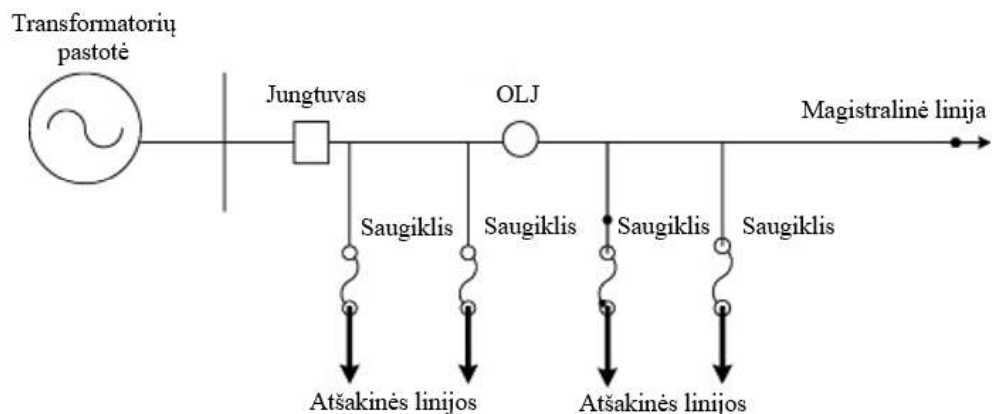 Transformatorių
pastotė
Jungtuvas
OLJ
Magistralinė linija
Saugiklis
Saugiklis
Saugiklis
Saugiklis
Atšakinės linijos
Atšakinės linijos